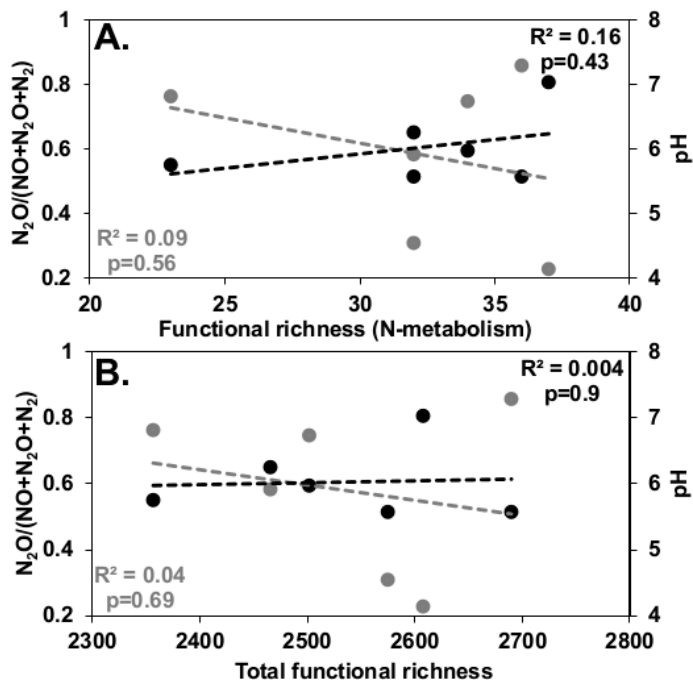 A.
R² = 0.16
p=0.43
N₂O/(NO+N₂O+N₂)
1
0.8
0.6
0.4
0.2
8
7
6
5
4
pH
R² = 0.09
p=0.56
20
25
30
35
40
Functional richness (N-metabolism)
B.
R² = 0.004
p=0.9
N₂O/(NO+N₂O+N₂)
1
0.8
0.6
0.4
0.2
8
7
6
5
4
pH
R² = 0.04
p=0.69
2300
2400
2500
2600
2700
2800
Total functional richness